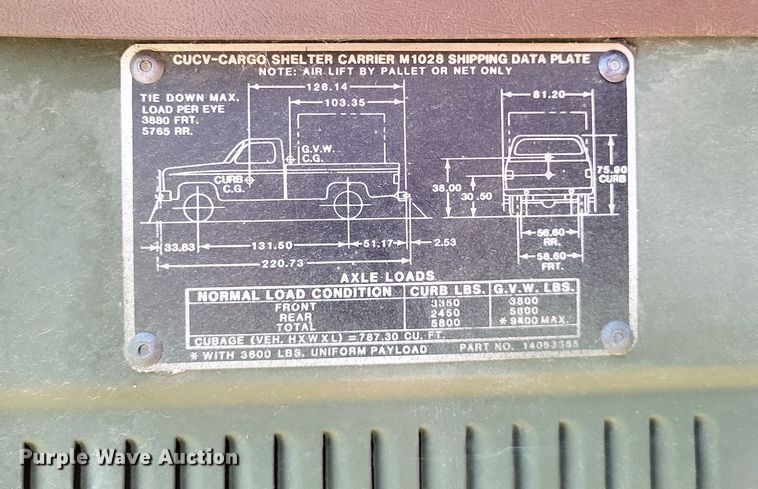 CUCV-CARGO SHELTER CARRIER M1028 SHIPPING DATA PLATE
NOTE: AIR LIFT BY PALLET OR NET ONLY
TIE DOWN MAX.
LOAD PER EYE
3880 FRT.
5765 RR.
126.14
103.35
81.20
G.V.W.
C.G.
CURB
C.G.
38.00
30.50
75.90
CURB
33.83
131.50
51.17
2.53
56.60
RR.
58.60
FRT.
220.73
AXLE LOADS
NORMAL LOAD CONDITION CURB LBS. G.V.W. LBS.
FRONT 3350 3800
REAR 2450 5600
TOTAL 5800 * 9400 MAX.
CUBAGE (VEH. HXWXL) = 787.30 CU. FT.
* WITH 3600 LBS. UNIFORM PAYLOAD PART NO. 14063385
Purple Wave Auction